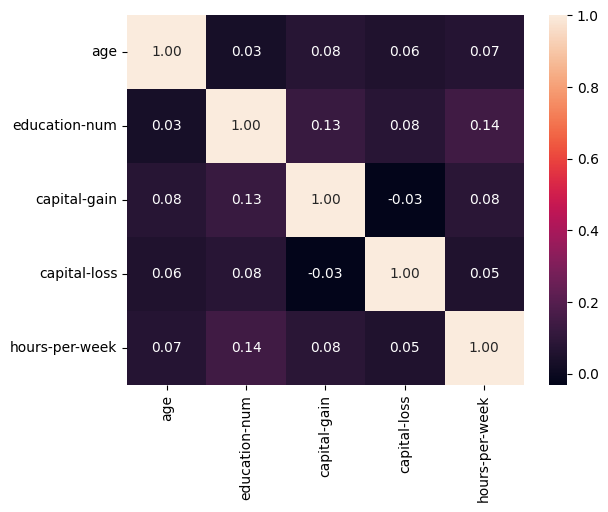 1.0
age 1.00 0.03 0.08 0.06 0.07
0.8
education-num 0.03 1.00 0.13 0.08 0.14
0.6
capital-gain 0.08 0.13 1.00 -0.03 0.08
0.4
capital-loss 0.06 0.08 -0.03 1.00 0.05
0.2
hours-per-week 0.07 0.14 0.08 0.05 1.00
0.0
age
education-num
capital-gain
capital-loss
hours-per-week